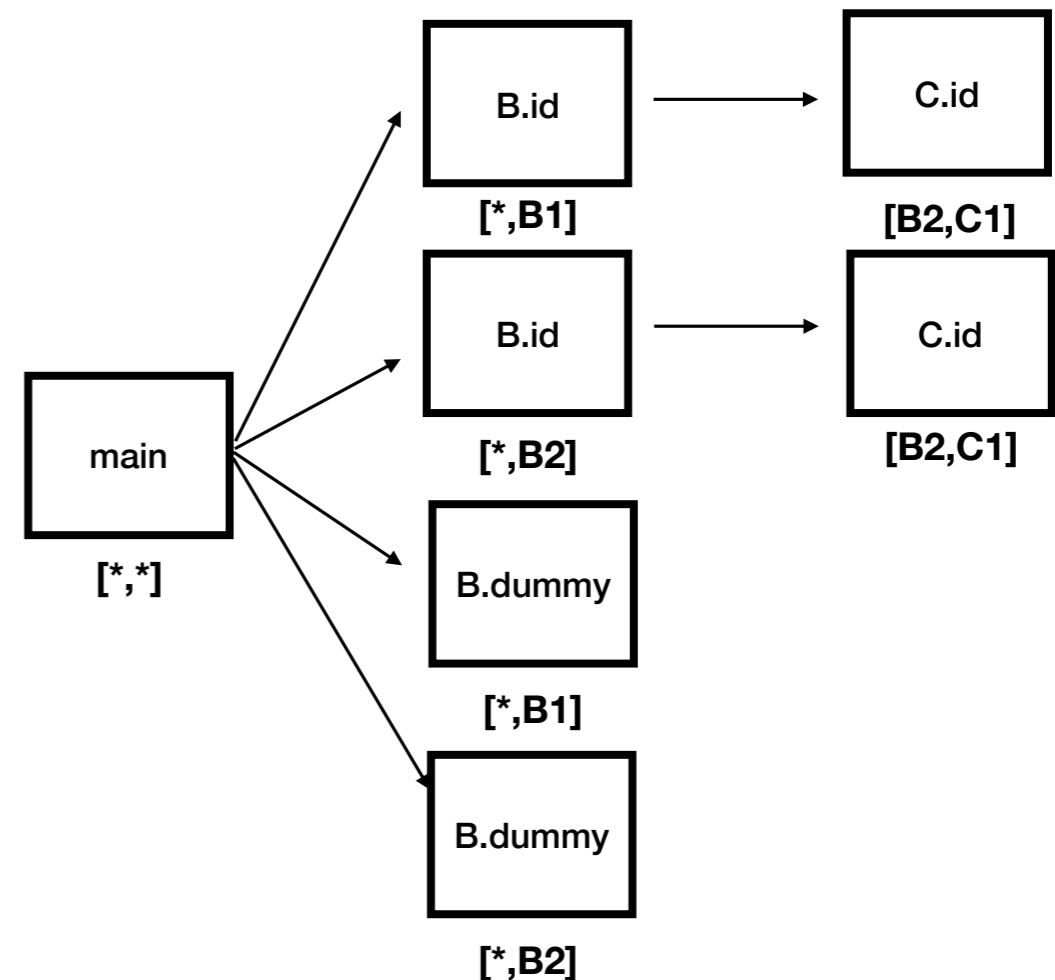 B.id
C.id
[*,B1]
[B2,C1]
B.id
C.id
main
[*,B2]
[B2,C1]
[*,*]
B.dummy
[*,B1]
B.dummy
[*,B2]